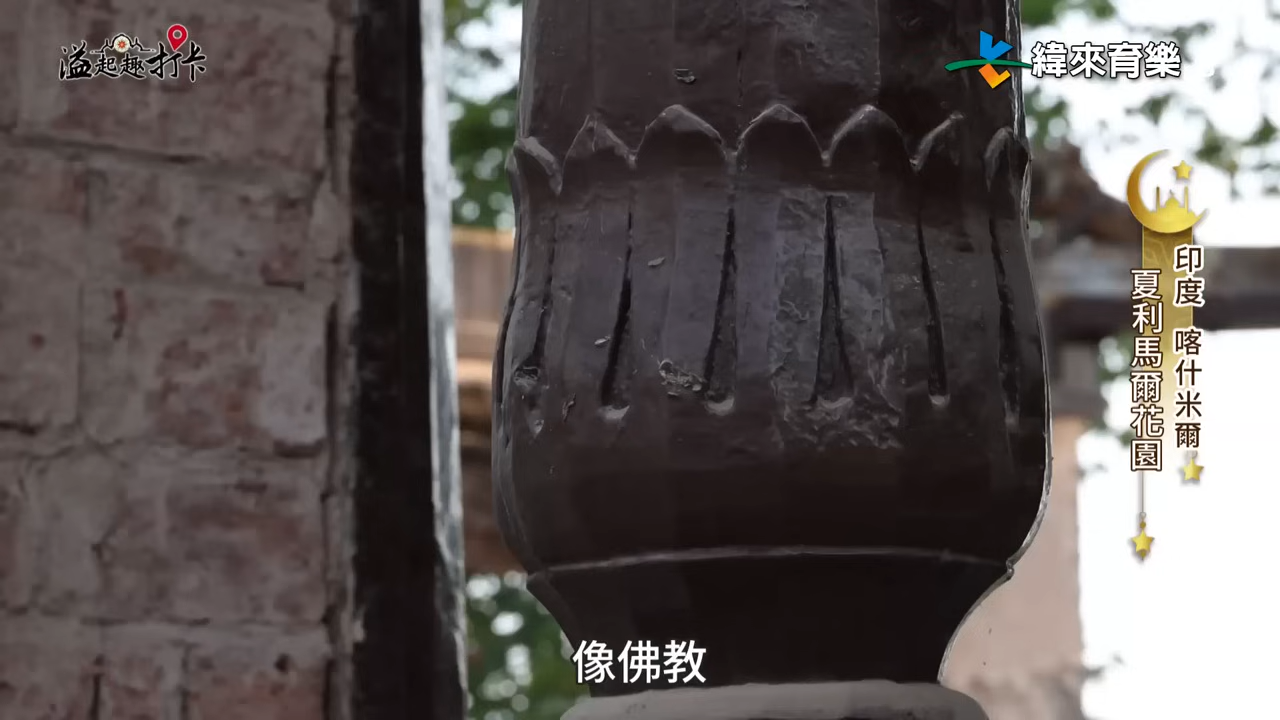 溢起趣打卡
緯來育樂
印度 喀什米爾
夏利馬爾花園
像佛教